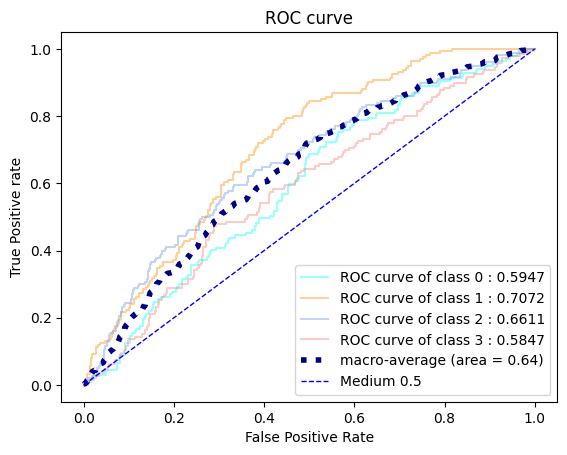 ROC curve
True Positive rate
1.0
0.8
0.6
0.4
0.2
0.0
ROC curve of class 0 : 0.5947
ROC curve of class 1 : 0.7072
ROC curve of class 2 : 0.6611
ROC curve of class 3 : 0.5847
macro-average (area = 0.64)
Medium 0.5
0.0 0.2 0.4 0.6 0.8 1.0
False Positive Rate